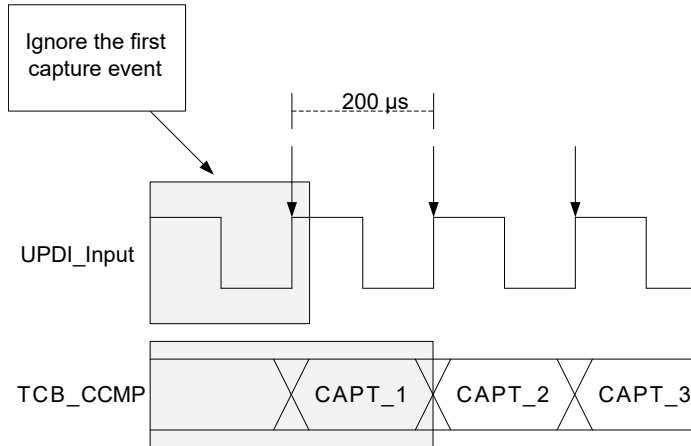 Ignore the first
capture event
200 µs
UPDI_Input
TCB_CCMP
CAPT_1
CAPT_2
CAPT_3